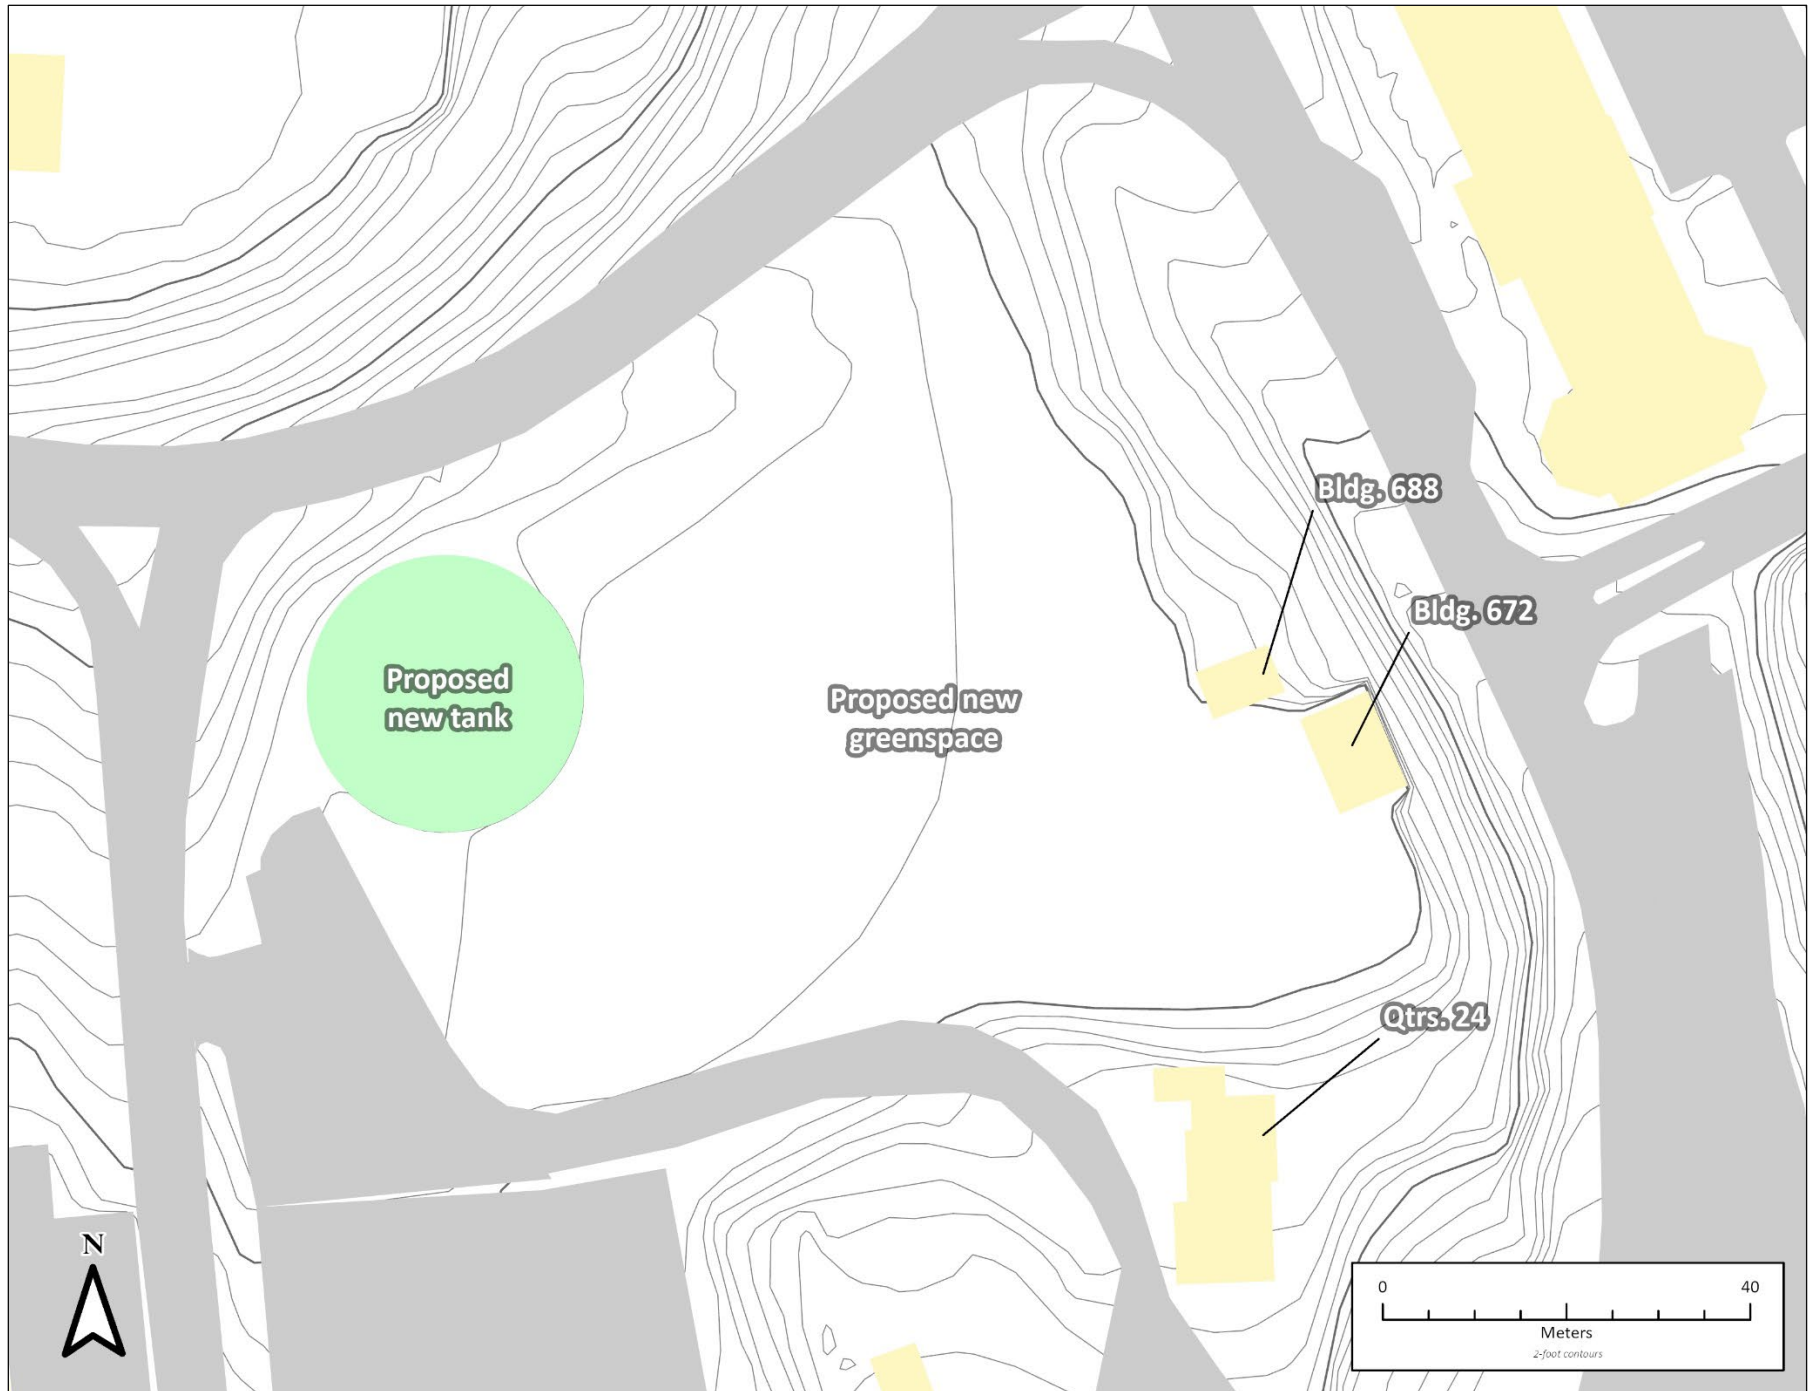 Bldg. 688
Bldg. 672
Proposed
new tank
Proposed new
greenspace
Qtrs. 24
N
0 40
Meters
2-foot contours